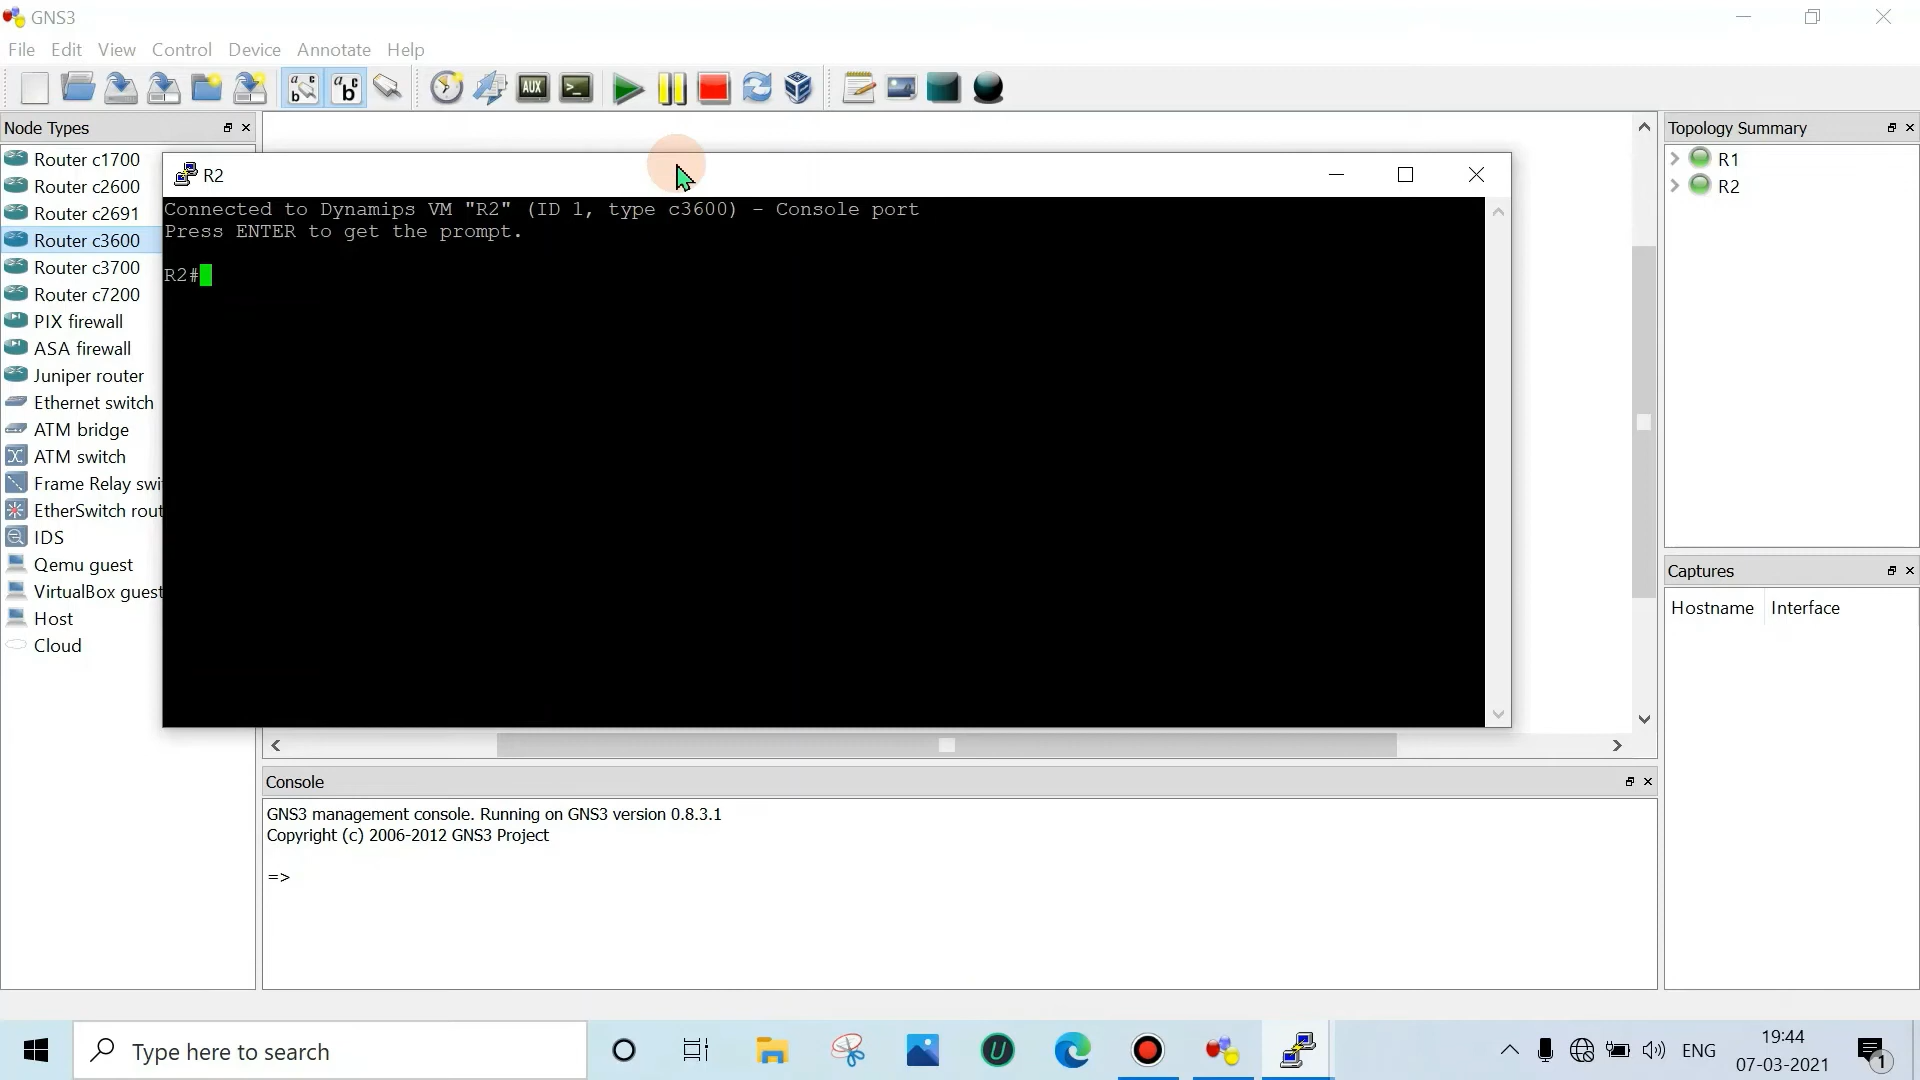 GNS3
File Edit View Control Device Annotate Help
a b c
a b c
AUX
Node Types
Router c1700
Router c2600
Router c2691
Router c3600
Router c3700
Router c7200
PIX firewall
ASA firewall
Juniper router
Ethernet switch
ATM bridge
ATM switch
Frame Relay swi
EtherSwitch rout
IDS
Qemu guest
VirtualBox guest
Host
Cloud
R2
Connected to Dynamips VM "R2" (ID 1, type c3600) - Console port
Press ENTER to get the prompt.
R2#
Topology Summary
R1
R2
Captures
Hostname Interface
Console
GNS3 management console. Running on GNS3 version 0.8.3.1
Copyright (c) 2006-2012 GNS3 Project
=>
Type here to search
U
ENG
19:44
07-03-2021
1